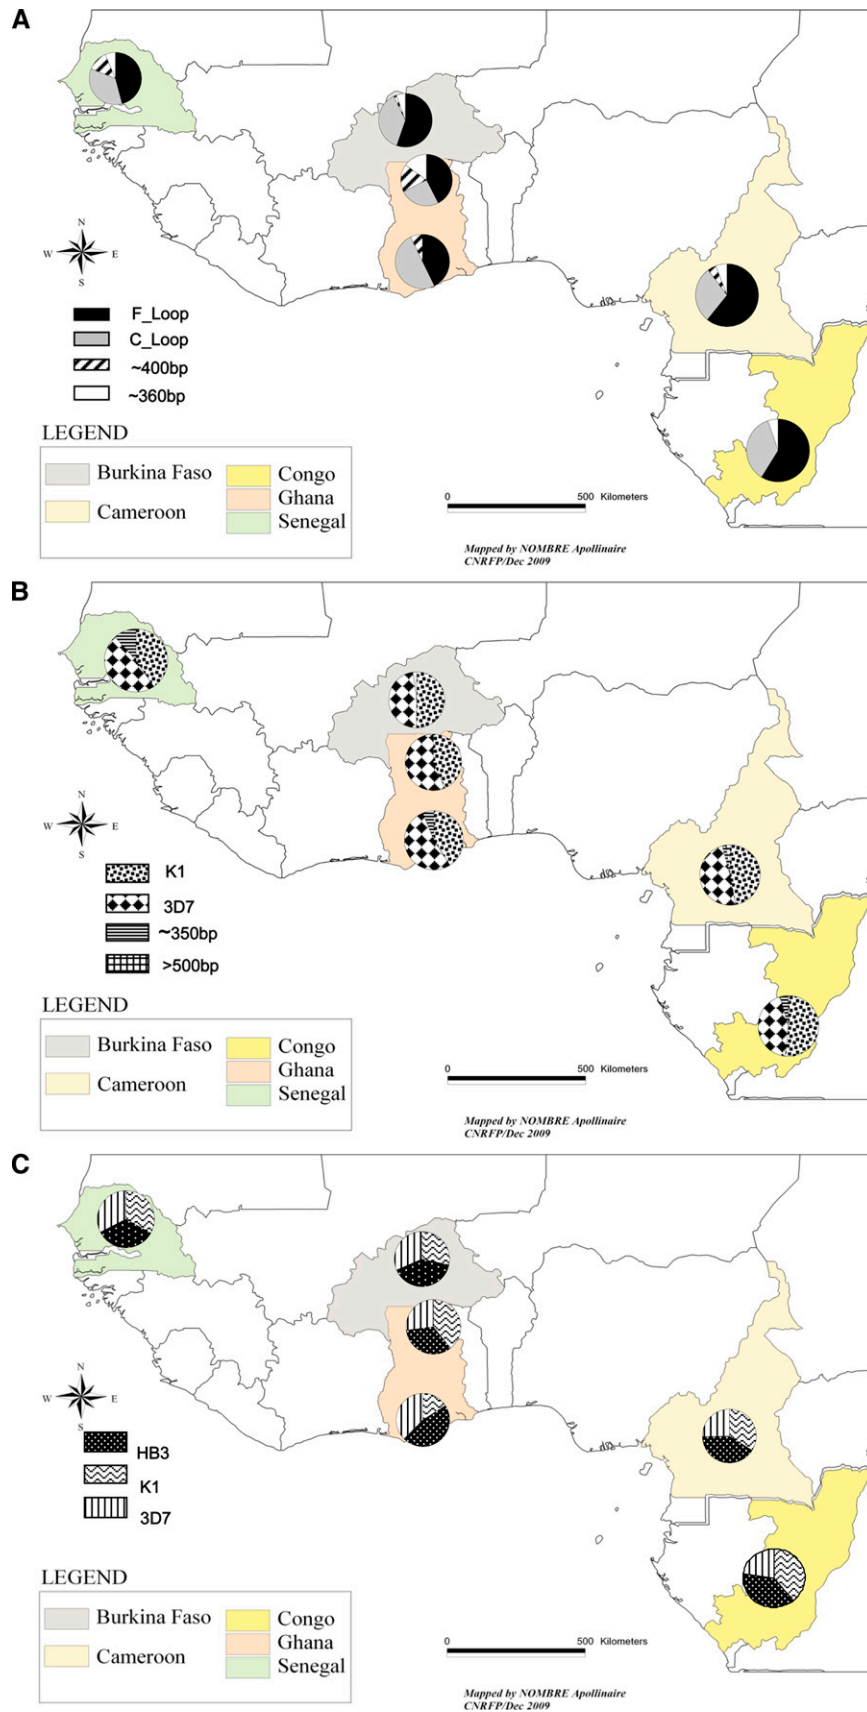 A
N
W E
S
F_Loop
C_Loop
~400bp
~360bp
LEGEND
Burkina Faso
Cameroon
Congo
Ghana
Senegal
0 500 Kilometers
Mapped by NOMBRE Apollinaire
CNRFP/Dec 2009
B
N
W E
S
K1
3D7
~350bp
>500bp
LEGEND
Burkina Faso
Cameroon
Congo
Ghana
Senegal
0 500 Kilometers
Mapped by NOMBRE Apollinaire
CNRFP/Dec 2009
C
N
W E
S
HB3
K1
3D7
LEGEND
Burkina Faso
Cameroon
Congo
Ghana
Senegal
0 500 Kilometers
Mapped by NOMBRE Apollinaire
CNRFP/Dec 2009